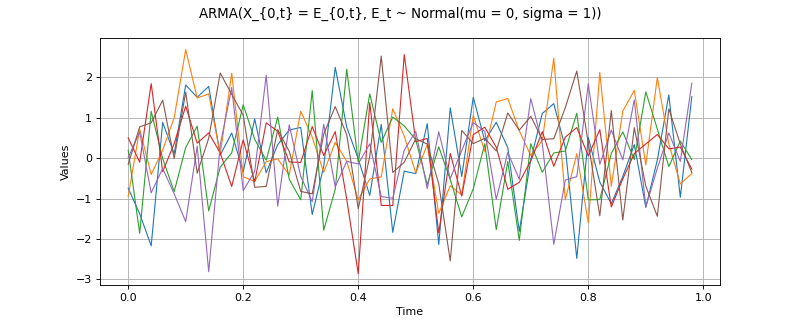 ARMA(X_{0,t} = E_{0,t}, E_t ~ Normal(mu = 0, sigma = 1))
2
1
0
−1
−2
−3
Values
0.0 0.2 0.4 0.6 0.8 1.0
Time